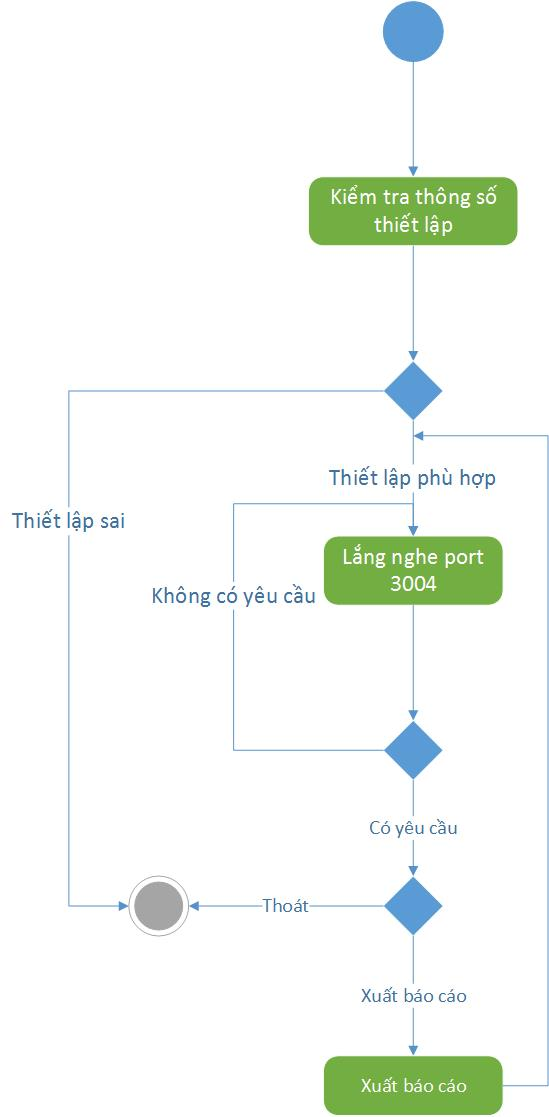 Kiểm tra thông số
thiết lập
Thiết lập phù hợp
Thiết lập sai
Lắng nghe port
3004
Không có yêu cầu
Có yêu cầu
Thoát
Xuất báo cáo
Xuất báo cáo